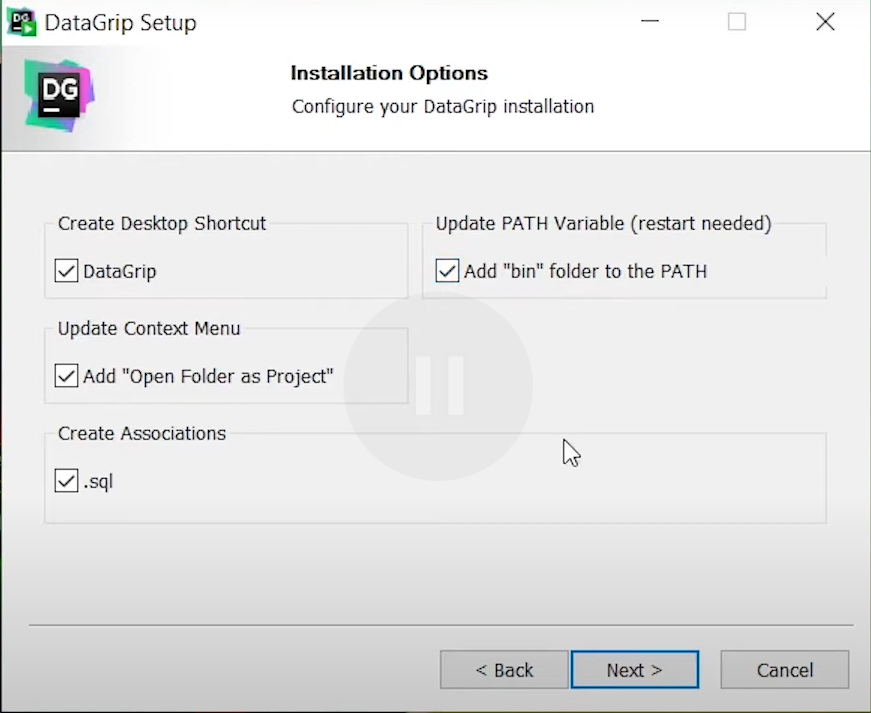 DG
DataGrip Setup
DG
Installation Options
Configure your DataGrip installation
Create Desktop Shortcut
DataGrip
Update PATH Variable (restart needed)
Add "bin" folder to the PATH
Update Context Menu
Add "Open Folder as Project"
Create Associations
.sql
< Back
Next >
Cancel